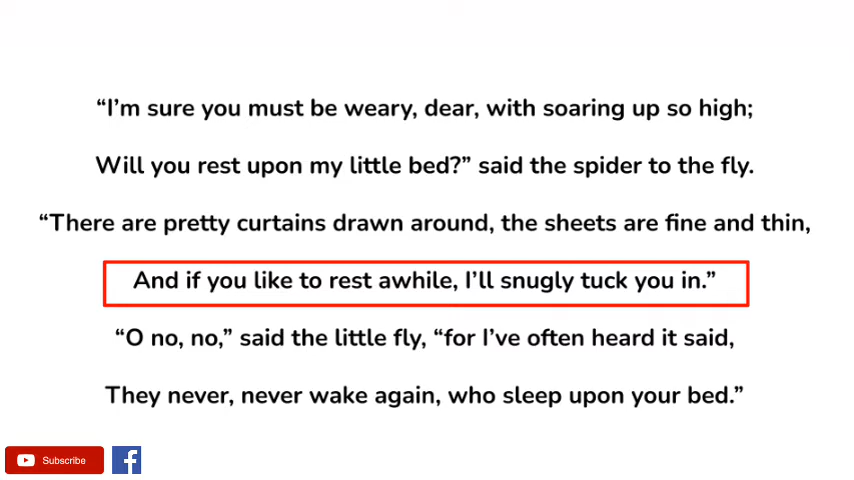 “I’m sure you must be weary, dear, with soaring up so high;
Will you rest upon my little bed?” said the spider to the fly.
“There are pretty curtains drawn around, the sheets are fine and thin,
And if you like to rest awhile, I’ll snugly tuck you in.”
“O no, no,” said the little fly, “for I’ve often heard it said,
They never, never wake again, who sleep upon your bed.”
Subscribe